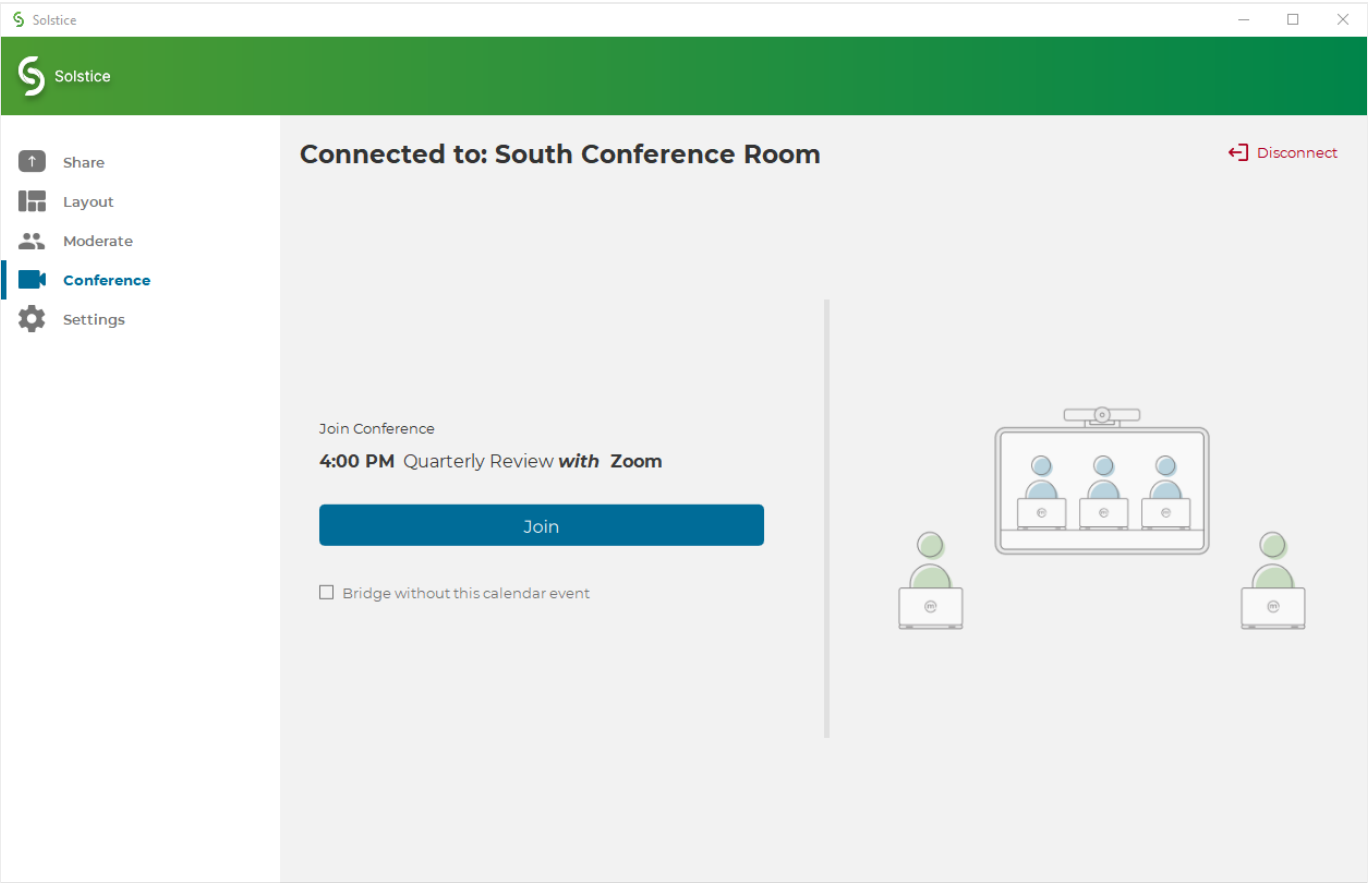 Solstice
Solstice
Share
Layout
Moderate
Conference
Settings
Connected to: South Conference Room
Disconnect
Join Conference
4:00 PM Quarterly Review with Zoom
Join
Bridge without this calendar event